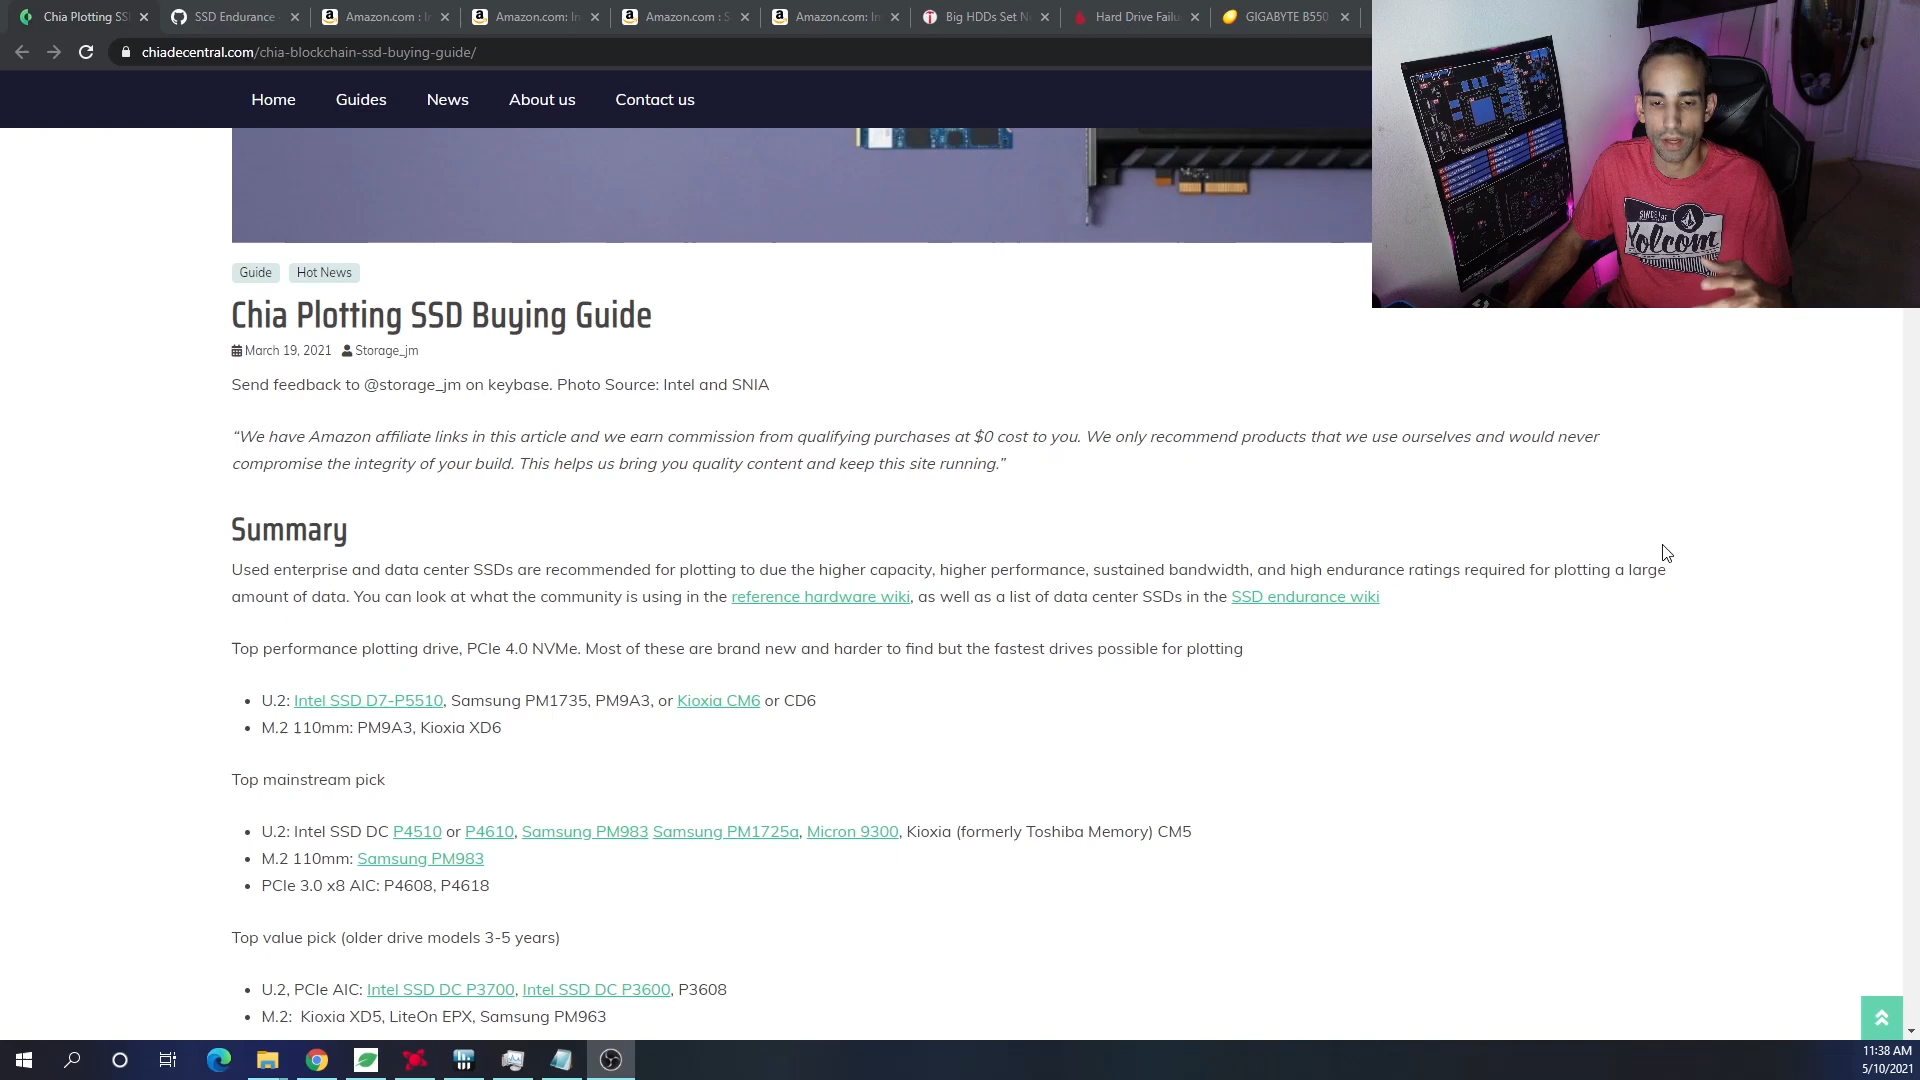 Chia Plotting SS
SSD Endurance
Amazon.com : In
Amazon.com: In
Amazon.com : S
Amazon.com: In
Big HDDs Set N
Hard Drive Failu
GIGABYTE B550
chiadecentral.com/chia-blockchain-ssd-buying-guide/
Home
Guides
News
About us
Contact us
SINCE 91
Volcom
Guide
Hot News
Chia Plotting SSD Buying Guide
March 19, 2021 Storage_jm
Send feedback to @storage_jm on keybase. Photo Source: Intel and SNIA
“We have Amazon affiliate links in this article and we earn commission from qualifying purchases at $0 cost to you. We only recommend products that we use ourselves and would never
compromise the integrity of your build. This helps us bring you quality content and keep this site running.”
Summary
Used enterprise and data center SSDs are recommended for plotting to due the higher capacity, higher performance, sustained bandwidth, and high endurance ratings required for plotting a large
amount of data. You can look at what the community is using in the reference hardware wiki, as well as a list of data center SSDs in the SSD endurance wiki
Top performance plotting drive, PCIe 4.0 NVMe. Most of these are brand new and harder to find but the fastest drives possible for plotting
• U.2: Intel SSD D7-P5510, Samsung PM1735, PM9A3, or Kioxia CM6 or CD6
• M.2 110mm: PM9A3, Kioxia XD6
Top mainstream pick
• U.2: Intel SSD DC P4510 or P4610, Samsung PM983 Samsung PM1725a, Micron 9300, Kioxia (formerly Toshiba Memory) CM5
• M.2 110mm: Samsung PM983
• PCIe 3.0 x8 AIC: P4608, P4618
Top value pick (older drive models 3-5 years)
• U.2, PCIe AIC: Intel SSD DC P3700, Intel SSD DC P3600, P3608
• M.2: Kioxia XD5, LiteOn EPX, Samsung PM963
11:38 AM
5/10/2021